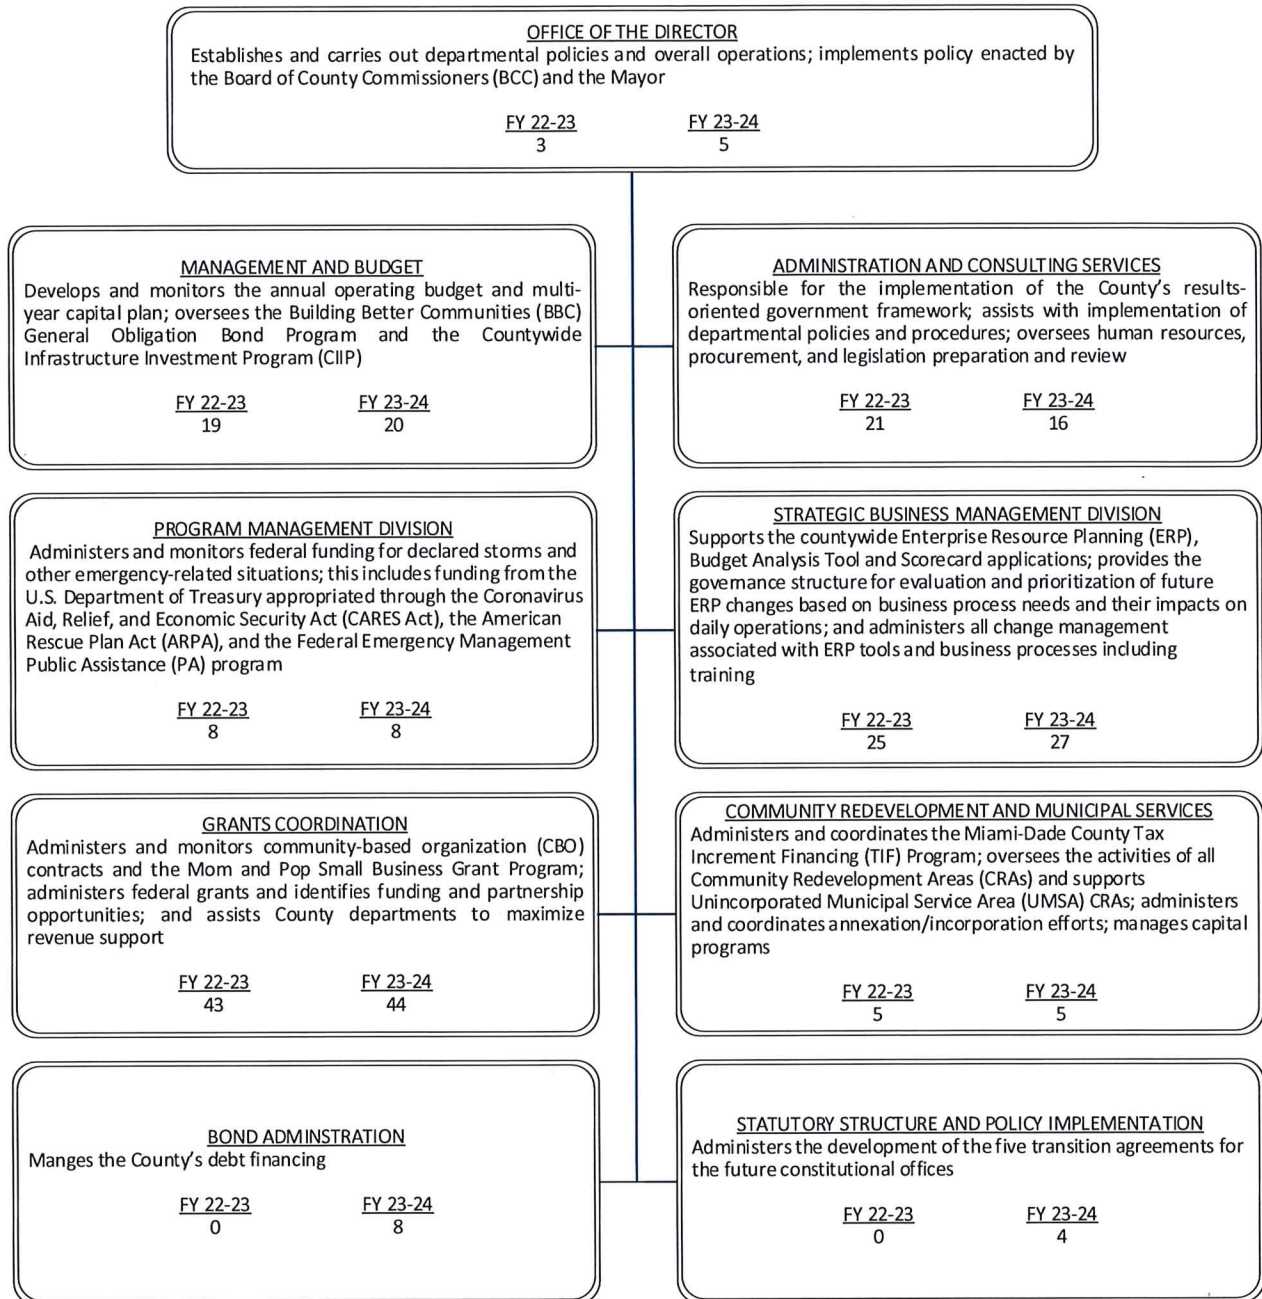 OFFICE OF THE DIRECTOR
Establishes and carries out departmental policies and overall operations; implements policy enacted by
the Board of County Commissioners (BCC) and the Mayor
FY 22-23 FY 23-24
3 5
MANAGEMENT AND BUDGET
Develops and monitors the annual operating budget and multi-
year capital plan; oversees the Building Better Communities (BBC)
General Obligation Bond Program and the Countywide
Infrastructure Investment Program (CIIP)
FY 22-23 FY 23-24
19 20
ADMINISTRATION AND CONSULTING SERVICES
Responsible for the implementation of the County's results-
oriented government framework; assists with implementation of
departmental policies and procedures; oversees human resources,
procurement, and legislation preparation and review
FY 22-23 FY 23-24
21 16
PROGRAM MANAGEMENT DIVISION
Administers and monitors federal funding for declared storms and
other emergency-related situations; this includes funding from the
U.S. Department of Treasury appropriated through the Coronavirus
Aid, Relief, and Economic Security Act (CARES Act), the American
Rescue Plan Act (ARPA), and the Federal Emergency Management
Public Assistance (PA) program
FY 22-23 FY 23-24
8 8
STRATEGIC BUSINESS MANAGEMENT DIVISION
Supports the countywide Enterprise Resource Planning (ERP),
Budget Analysis Tool and Scorecard applications; provides the
governance structure for evaluation and prioritization of future
ERP changes based on business process needs and their impacts on
daily operations; and administers all change management
associated with ERP tools and business processes including
training
FY 22-23 FY 23-24
25 27
GRANTS COORDINATION
Administers and monitors community-based organization (CBO)
contracts and the Mom and Pop Small Business Grant Program;
administers federal grants and identifies funding and partnership
opportunities; and assists County departments to maximize
revenue support
FY 22-23 FY 23-24
43 44
COMMUNITY REDEVELOPMENT AND MUNICIPAL SERVICES
Administers and coordinates the Miami-Dade County Tax
Increment Financing (TIF) Program; oversees the activities of all
Community Redevelopment Areas (CRAs) and supports
Unincorporated Municipal Service Area (UMSA) CRAs; administers
and coordinates annexation/incorporation efforts; manages capital
programs
FY 22-23 FY 23-24
5 5
BOND ADMINSTRATION
Manges the County's debt financing
FY 22-23 FY 23-24
0 8
STATUTORY STRUCTURE AND POLICY IMPLEMENTATION
Administers the development of the five transition agreements for
the future constitutional offices
FY 22-23 FY 23-24
0 4